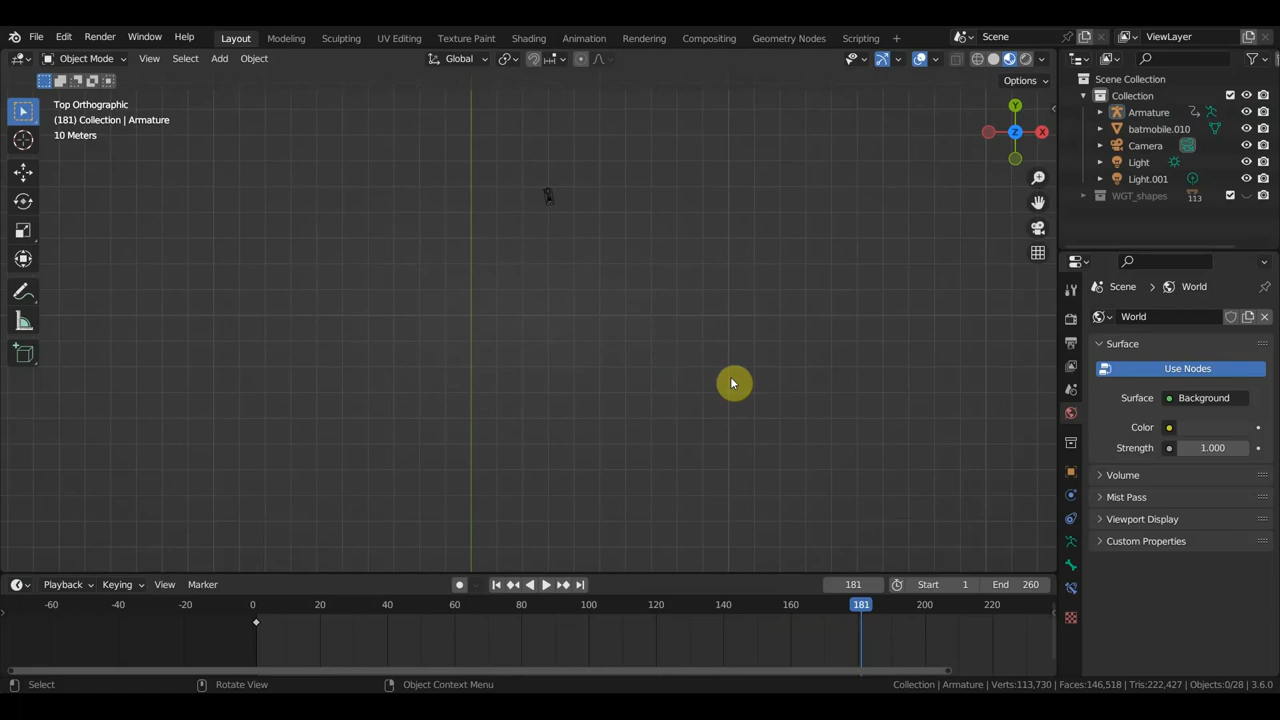 File Edit Render Window Help Layout Modeling Sculpting UV Editing Texture Paint Shading Animation Rendering Compositing Geometry Nodes Scripting + Scene ViewLayer
Object Mode View Select Add Object Global
Options
Top Orthographic
(181) Collection | Armature
10 Meters
Y
Z
X
Scene Collection
Collection
Armature
batmobile.010
Camera
Light
Light.001
WGT_shapes 113
Scene > World
World
Surface
Use Nodes
Surface Background
Color
Strength 1.000
Volume
Mist Pass
Viewport Display
Custom Properties
Playback Keying View Marker 181 Start 1 End 260
-60 -40 -20 0 20 40 60 80 100 120 140 160 181 200 220
Select Rotate View Object Context Menu Collection | Armature | Verts:113,730 | Faces:146,518 | Tris:222,427 | Objects:0/28 | 3.6.0